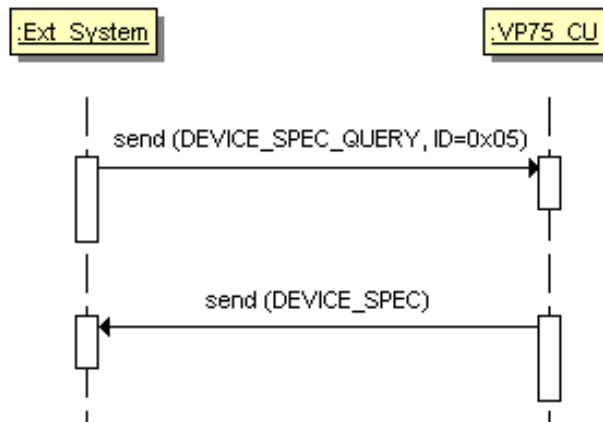 :Ext_System
:VP75_CU
send (DEVICE_SPEC_QUERY, ID=0x05)
send (DEVICE_SPEC)